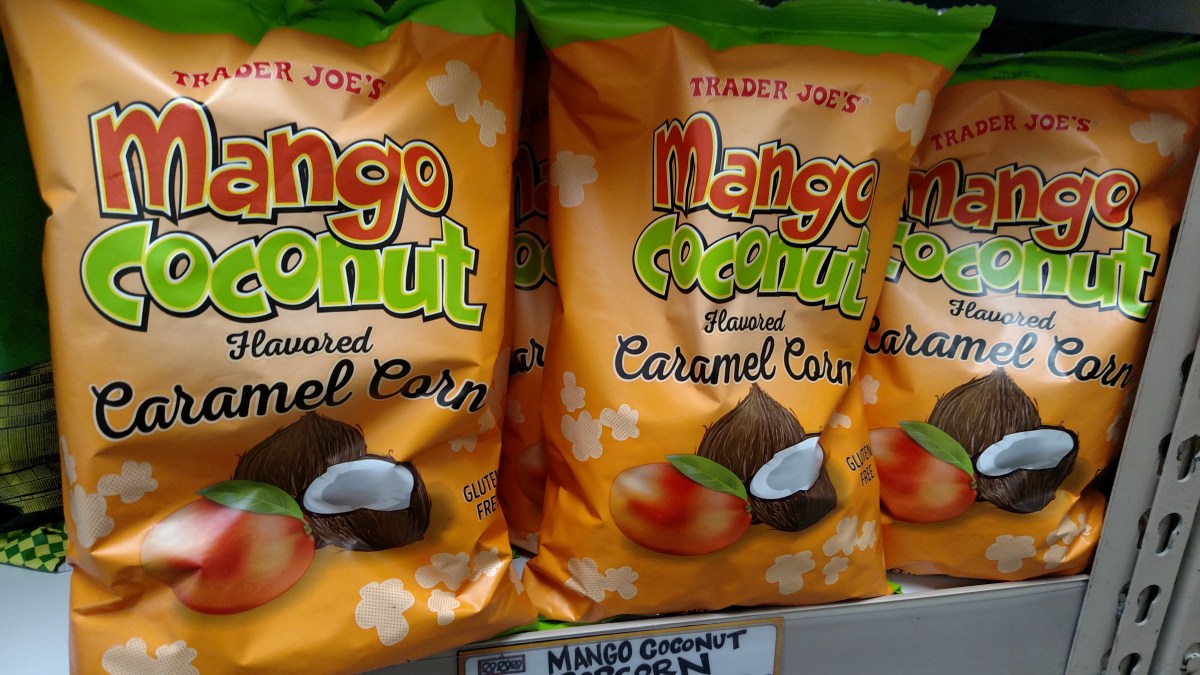 TRADER JOE'S
Mango
Coconut
Flavored
Caramel Corn
GLUTEN
FREE
TRADER JOE'S
Mango
Coconut
Flavored
Caramel Corn
GLUTEN
FREE
TRADER JOE'S
Mango
Coconut
Flavored
Caramel Corn
MANGO COCONUT
POPCORN